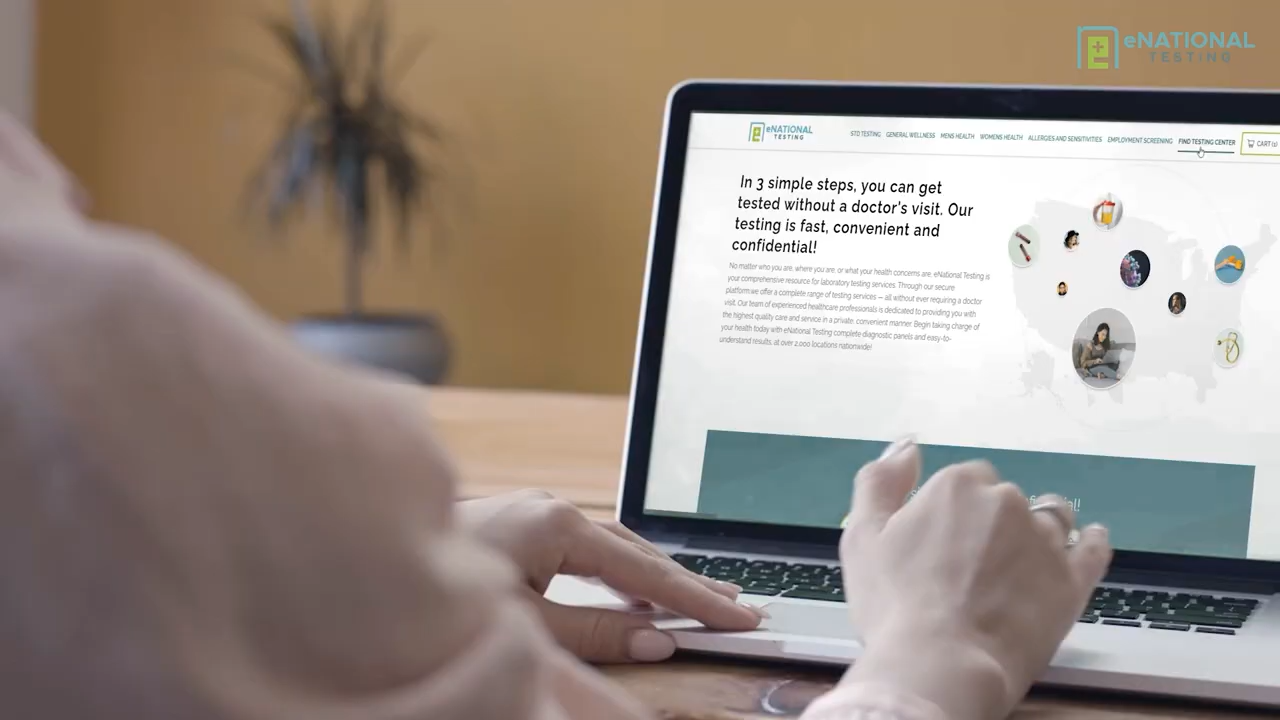 eNATIONAL
TESTING
eNATIONAL
TESTING
STD TESTING GENERAL WELLNESS MENS HEALTH WOMENS HEALTH ALLERGIES AND SENSITIVITIES EMPLOYMENT SCREENING FIND TESTING CENTER CART (2)
In 3 simple steps, you can get
tested without a doctor's visit. Our
testing is fast, convenient and
confidential!
No matter who you are, where you are, or what your health concerns are, eNational Testing is
your comprehensive resource for laboratory testing services. Through our secure
platform we offer a complete range of testing services — all without ever requiring a doctor
visit. Our team of experienced healthcare professionals is dedicated to providing you with
the highest quality care and service in a private, convenient manner. Begin taking charge of
your health today with eNational Testing complete diagnostic panels and easy-to-
understand results, at over 2,000 locations nationwide!